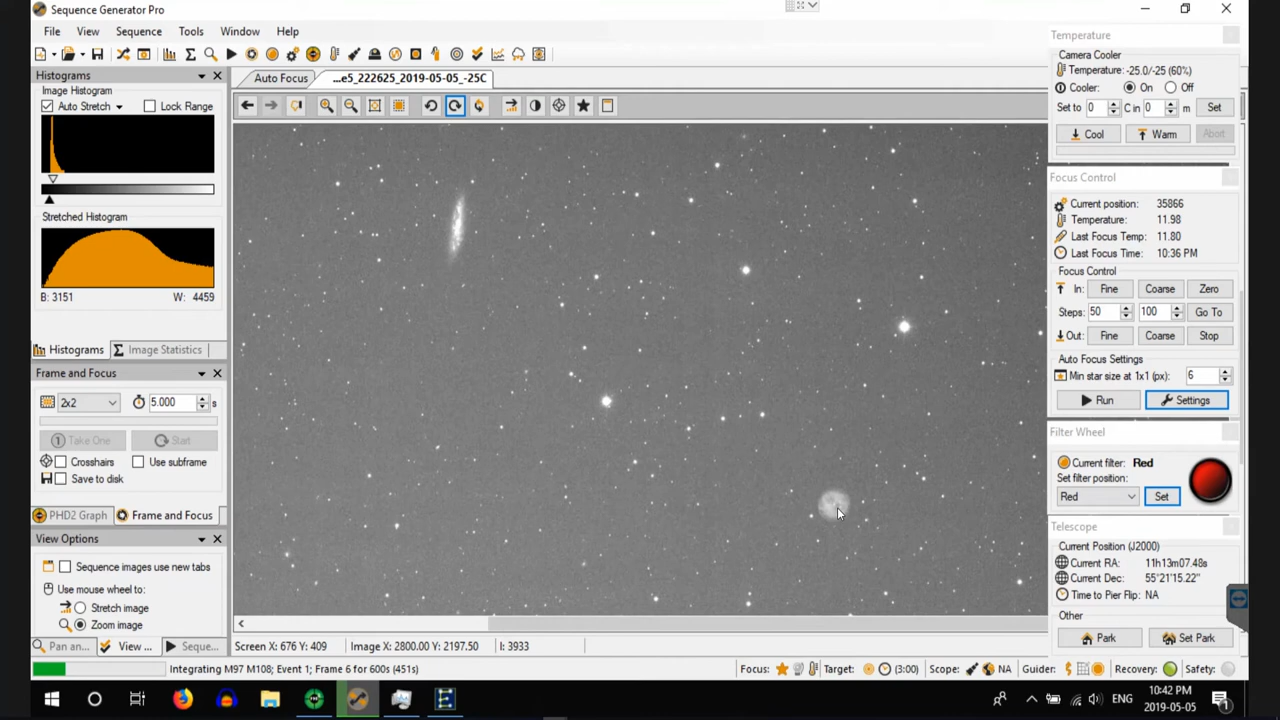 Sequence Generator Pro
File View Sequence Tools Window Help
Histograms
Image Histogram
Auto Stretch Lock Range
Stretched Histogram
B: 3151 W: 4459
Histograms Image Statistics
Frame and Focus
2x2 5.000 s
Take One Start
Crosshairs Use subframe
Save to disk
PHD2 Graph Frame and Focus
View Options
Sequence images use new tabs
Use mouse wheel to:
Stretch image
Zoom image
Pan an... View ... Seque...
Auto Focus ...e5_222625_2019-05-05_-25C
Temperature
Camera Cooler
Temperature: -25.0/-25 (60%)
Cooler: On Off
Set to 0 C in 0 m Set
Cool Warm Abort
Focus Control
Current position: 35866
Temperature: 11.98
Last Focus Temp: 11.80
Last Focus Time: 10:36 PM
Focus Control
In: Fine Coarse Zero
Steps: 50 100 Go To
Out: Fine Coarse Stop
Auto Focus Settings
Min star size at 1x1 (px): 6
Run Settings
Filter Wheel
Current filter: Red
Set filter position:
Red Set
Telescope
Current Position (J2000)
Current RA: 11h13m07.48s
Current Dec: 55°21'15.22"
Time to Pier Flip: NA
Other
Park Set Park
Screen X: 676 Y: 409 Image X: 2800.00 Y: 2197.50 I: 3933
Integrating M97 M108; Event 1; Frame 6 for 600s (451s) Focus: Target: (3:00) Scope: NA Guider: Recovery: Safety:
ENG
10:42 PM
2019-05-05
1